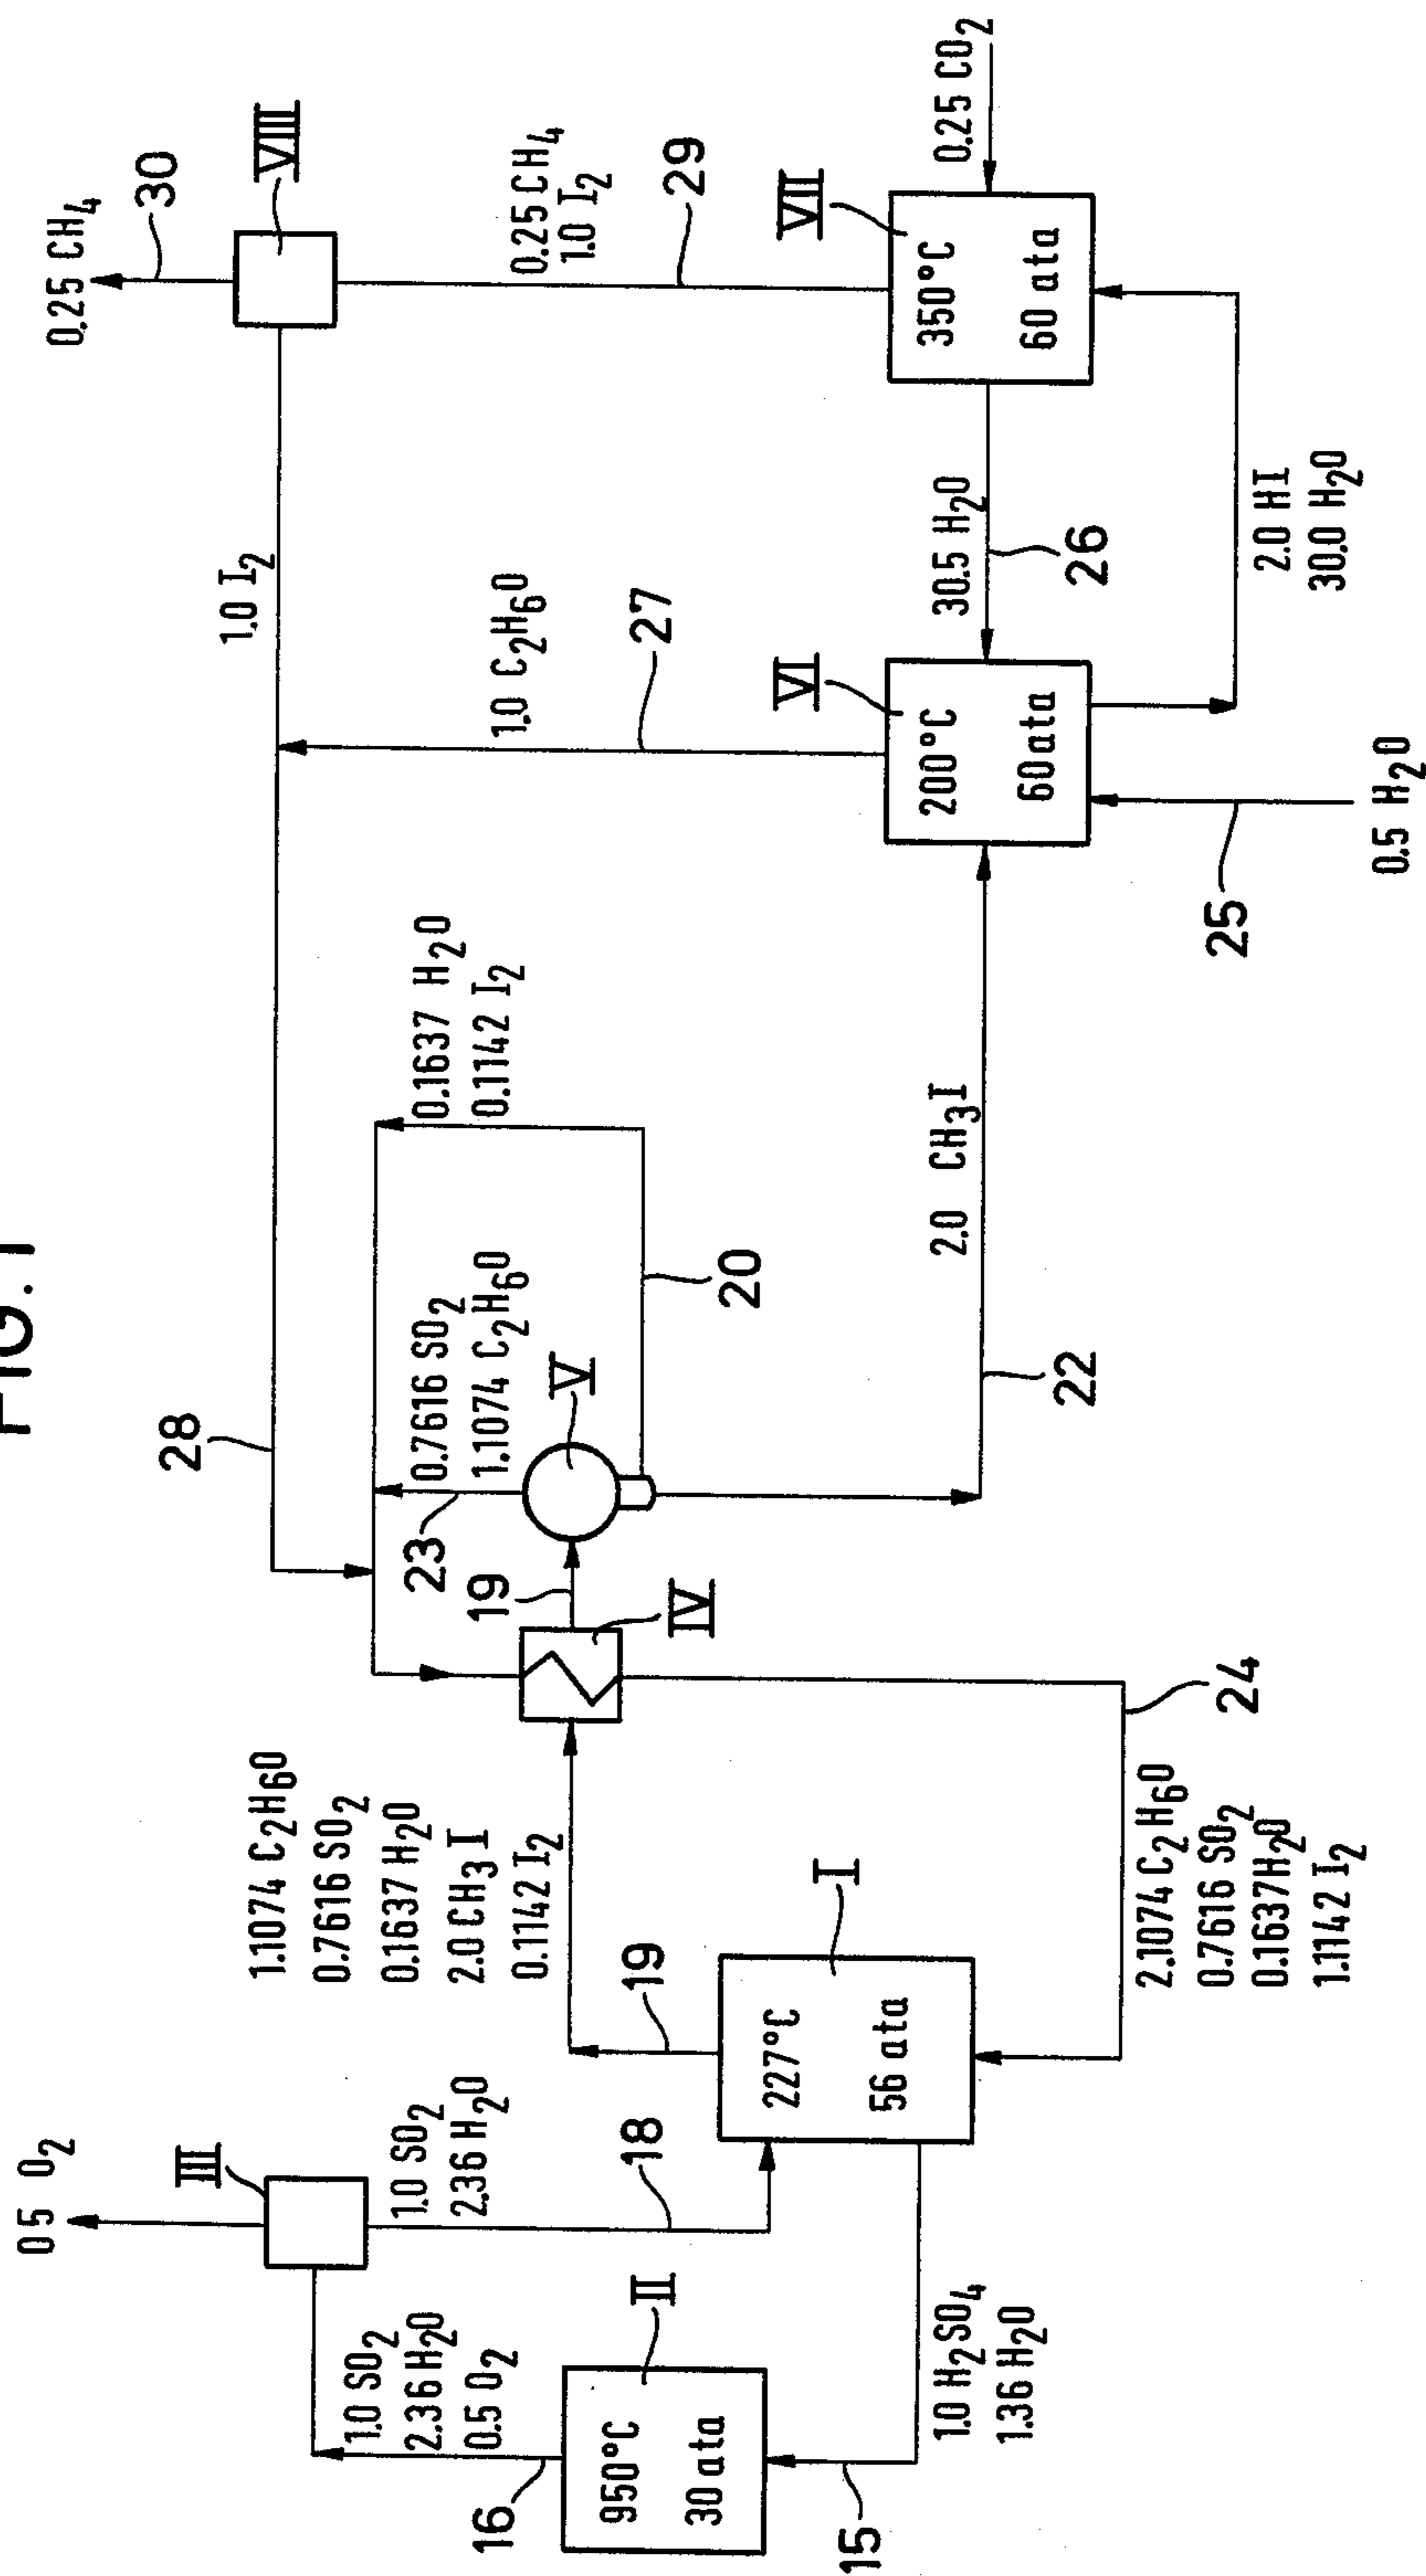 FIG. 1
0 5 O2
III
1.0 SO2
2.36 H2O
0.5 O2
16
950°C
30 ata
II
15
1.0 SO2
2.36 H2O
18
1.0 H2SO4
1.36 H2O
19
227°C
56 ata
I
1.1074 C2H6O
0.7616 SO2
0.1637 H2O
2.0 CH3I
0.1142 I2
24
2.1074 C2H6O
0.7616 SO2
0.1637 H2O
1.1142 I2
IV
19
23
28
V
0.7616 SO2
1.1074 C2H6O
20
22
0.1637 H2O
0.1142 I2
2.0 CH3I
1.0 I2
1.0 C2H6O
27
VI
200°C
60 ata
25
0.5 H2O
30.5 H2O
26
2.0 HI
30.0 H2O
0.25 CH4
30
VIII
0.25 CH4
1.0 I2
29
VII
350°C
60 ata
0.25 CO2